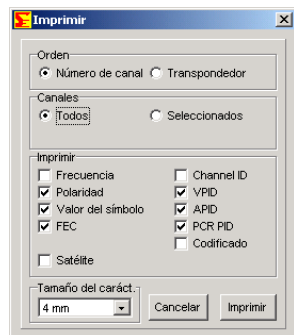 Imprimir
Orden
Número de canal Transpondedor
Canales
Todos Seleccionados
Imprimir
Frecuencia Channel ID
Polaridad VPID
Valor del símbolo APID
FEC PCR PID
Codificado
Satélite
Tamaño del caráct.
4 mm Cancelar Imprimir